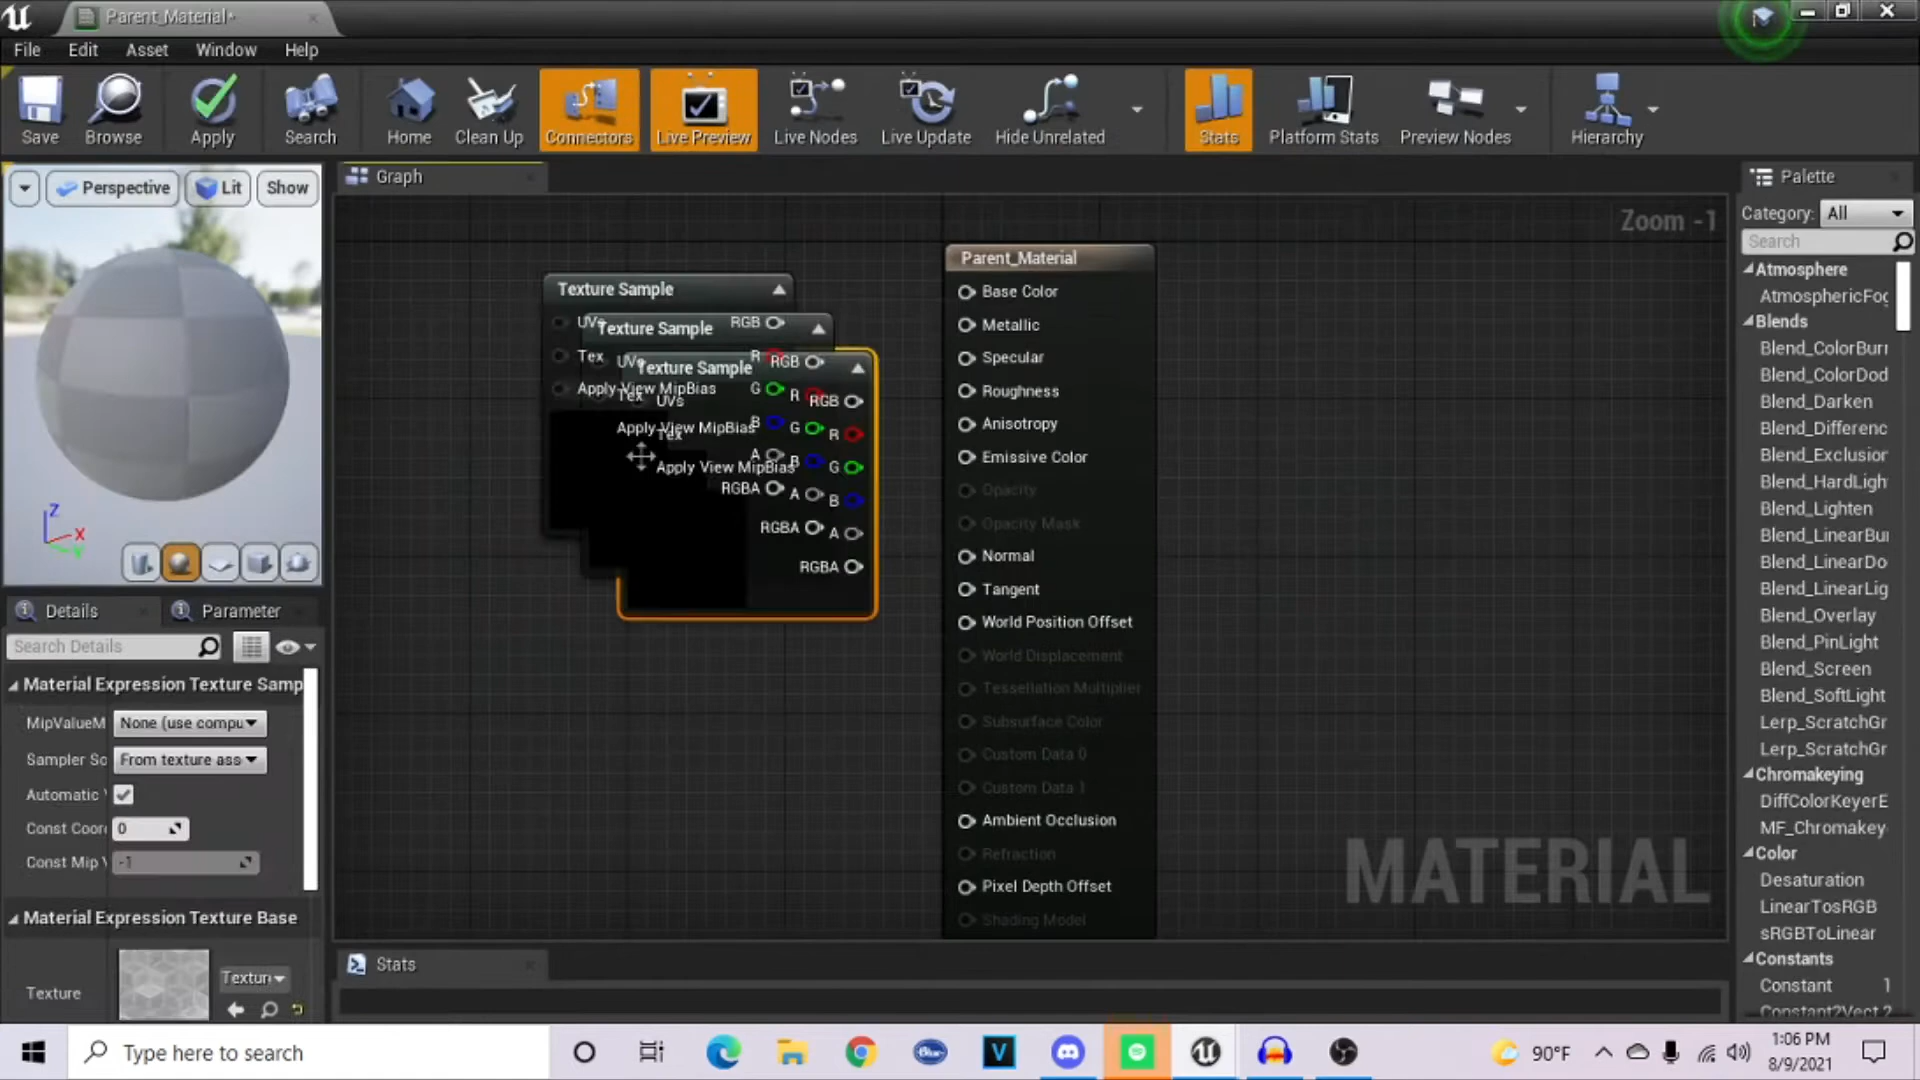 Parent_Material*
File Edit Asset Window Help
Save Browse Apply Search Home Clean Up Connectors Live Preview Live Nodes Live Update Hide Unrelated Stats Platform Stats Preview Nodes Hierarchy
Perspective Lit Show
Graph
Zoom -1
Palette
Category: All
Search
Atmosphere
AtmosphericFog
Blends
Blend_ColorBurn
Blend_ColorDod
Blend_Darken
Blend_Differenc
Blend_Exclusion
Blend_HardLigh
Blend_Lighten
Blend_LinearBu
Blend_LinearDo
Blend_LinearLig
Blend_Overlay
Blend_PinLight
Blend_Screen
Blend_SoftLight
Lerp_ScratchGr
Lerp_ScratchGr
Chromakeying
DiffColorKeyerE
MF_Chromakey
Color
Desaturation
LinearTosRGB
sRGBToLinear
Constants
Constant 1
Constant2Vect 2
Texture Sample
UVs RGB
Tex R
Apply View MipBias G
B
A
RGBA
Texture Sample
UVs RGB
Tex R
Apply View MipBias G
B
A
RGBA
Texture Sample
UVs RGB
Tex R
Apply View MipBias G
B
A
RGBA
Parent_Material
Base Color
Metallic
Specular
Roughness
Anisotropy
Emissive Color
Opacity
Opacity Mask
Normal
Tangent
World Position Offset
World Displacement
Tessellation Multiplier
Subsurface Color
Custom Data 0
Custom Data 1
Ambient Occlusion
Refraction
Pixel Depth Offset
Shading Model
MATERIAL
Z
X
Y
Details Parameter
Search Details
Material Expression Texture Samp
MipValueM None (use compu
Sampler So From texture ass
Automatic V
Const Coor 0
Const Mip V -1
Material Expression Texture Base
Texture Textur
Stats
Type here to search
90°F
1:06 PM
8/9/2021